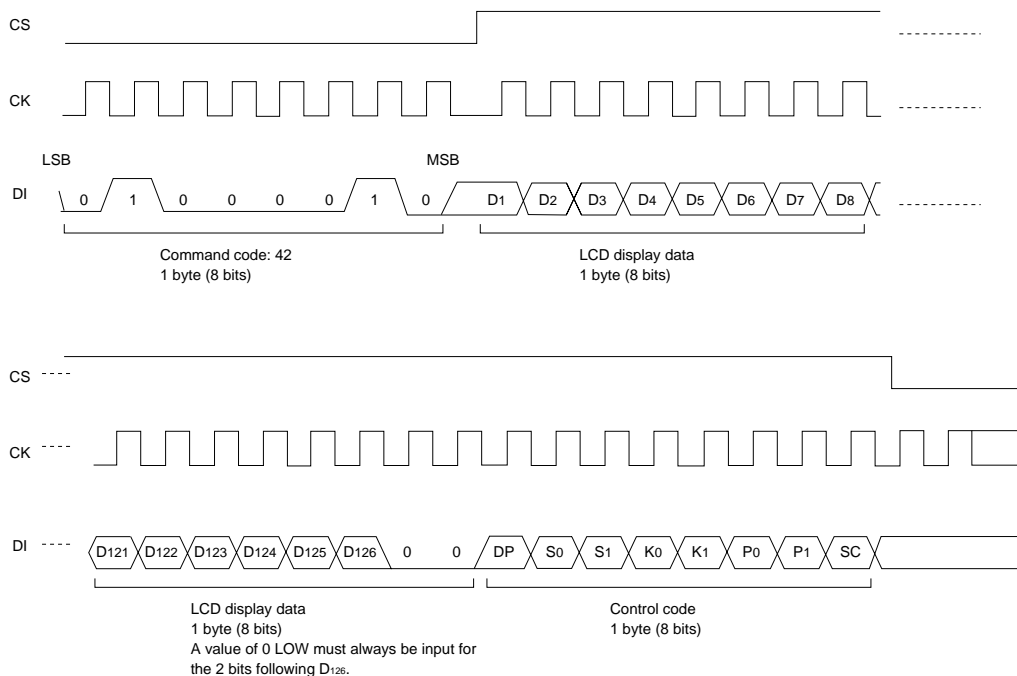 CS
CK
LSB MSB
DI 0 1 0 0 0 0 1 0 D1 D2 D3 D4 D5 D6 D7 D8
Command code: 42
1 byte (8 bits)
LCD display data
1 byte (8 bits)
CS
CK
DI D121 D122 D123 D124 D125 D126 0 0 DP S0 S1 K0 K1 P0 P1 SC
LCD display data
1 byte (8 bits)
A value of 0 LOW must always be input for
the 2 bits following D126.
Control code
1 byte (8 bits)